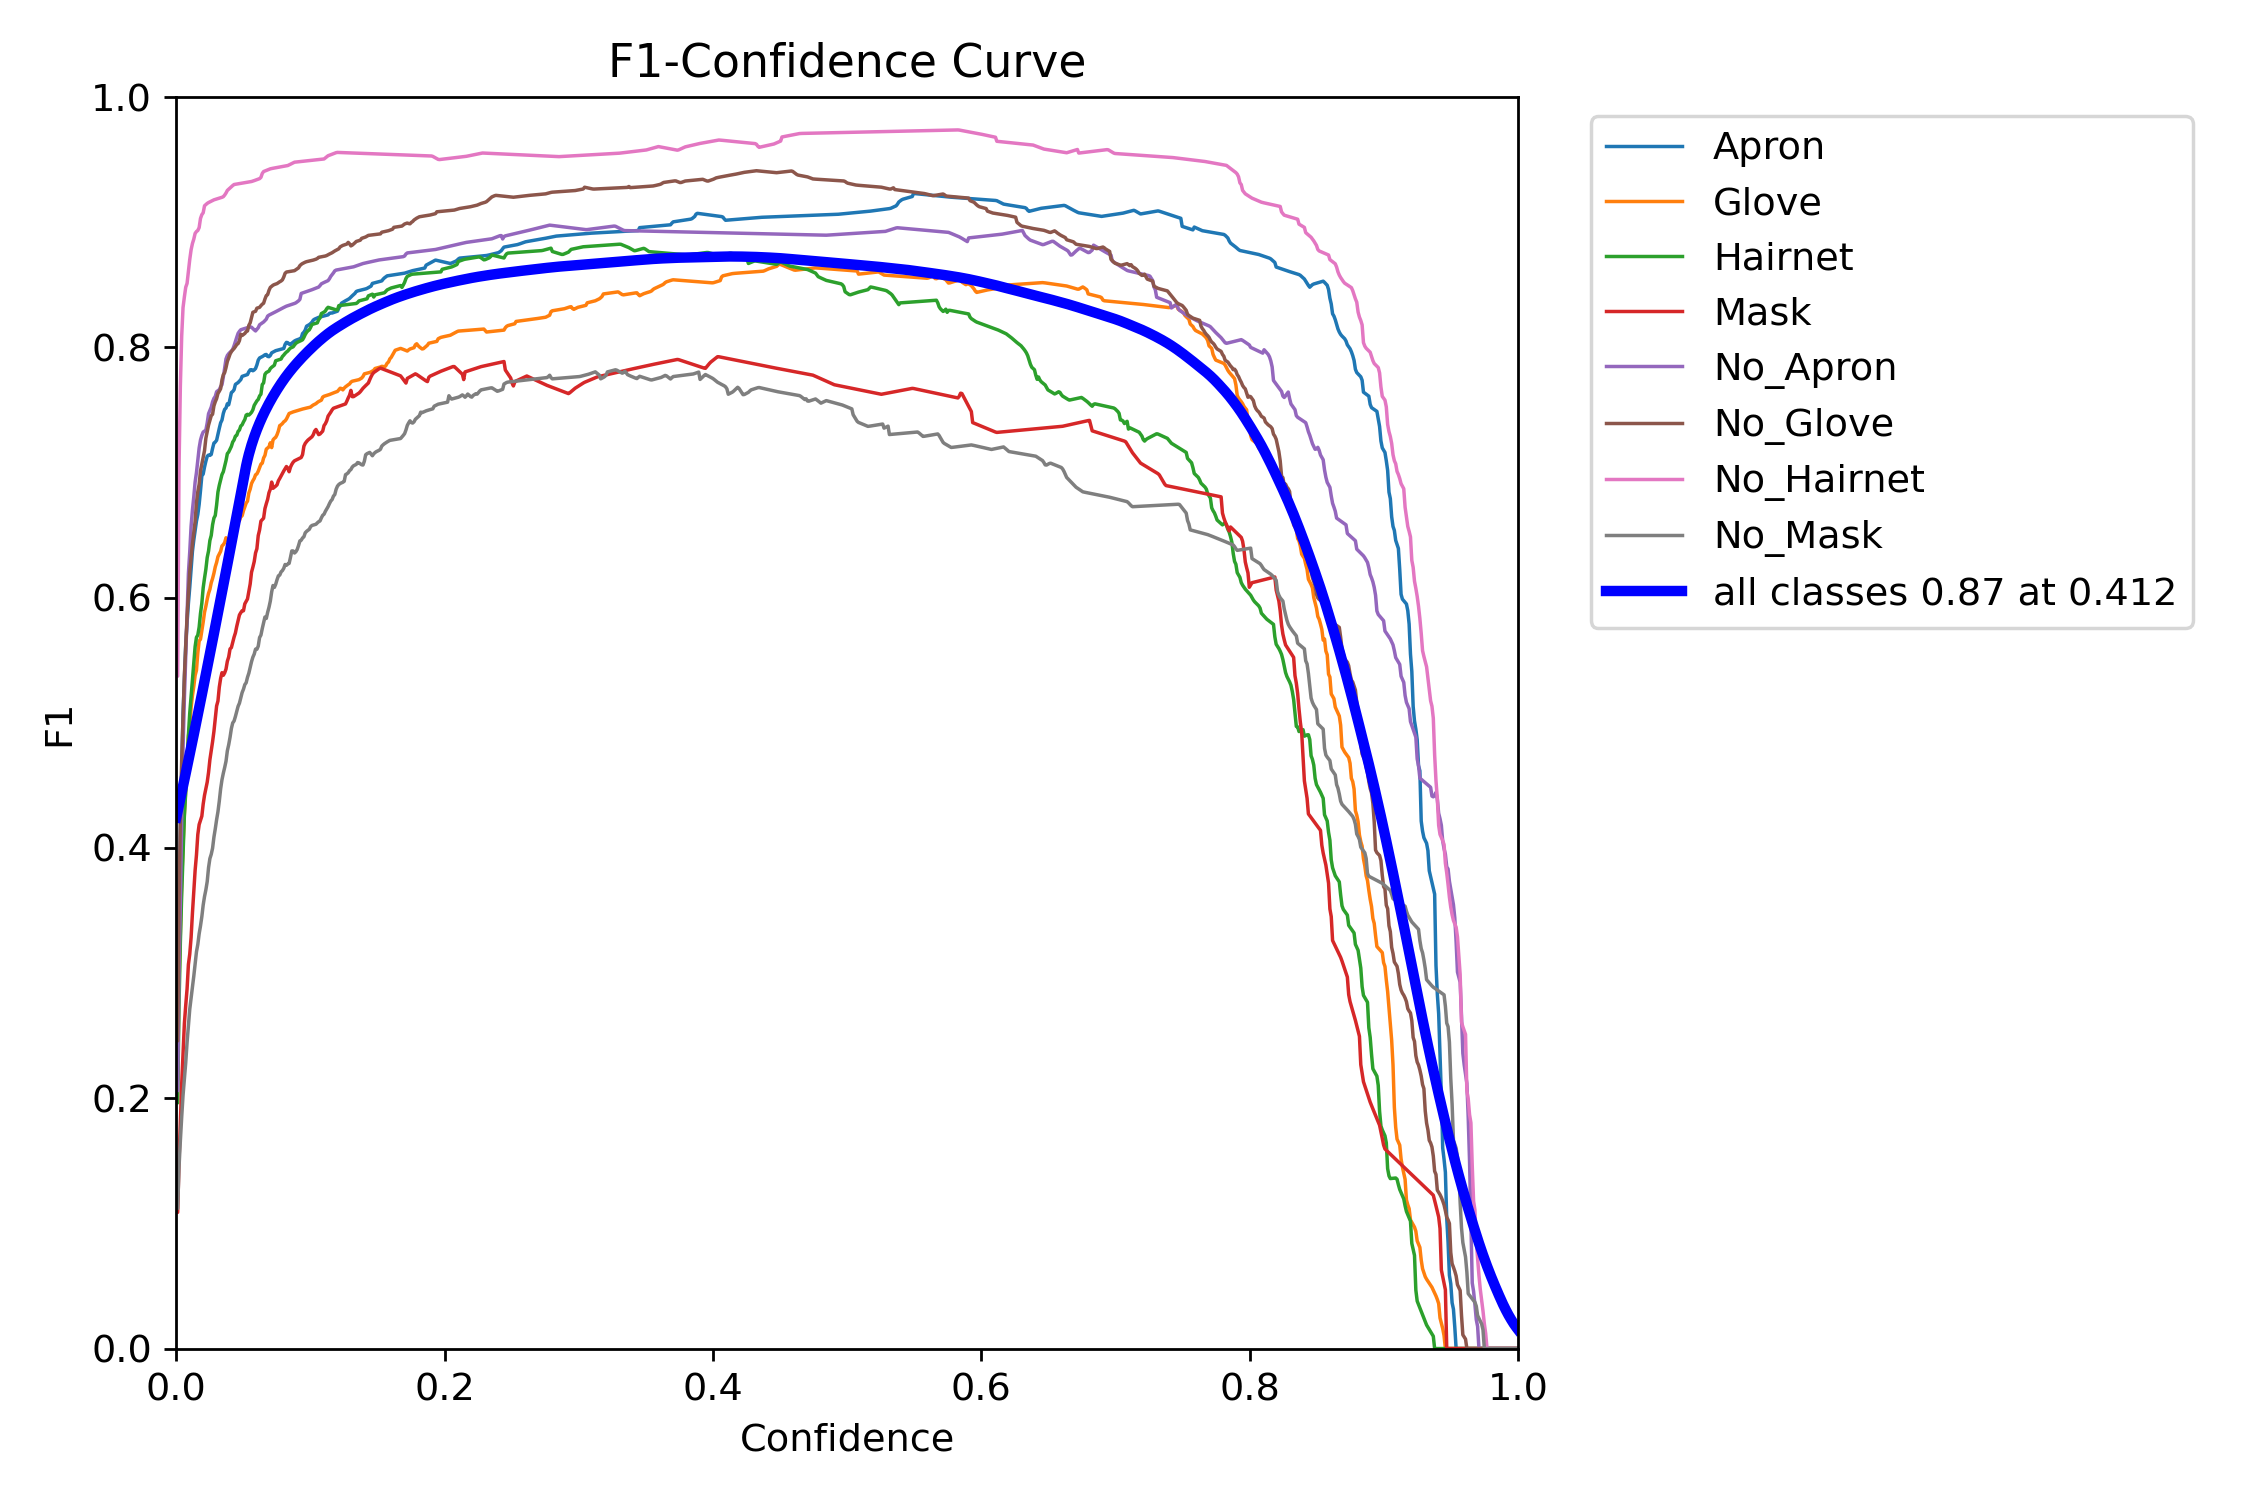 F1-Confidence Curve
1.0
0.8
0.6
0.4
0.2
0.0
F1
0.0 0.2 0.4 0.6 0.8 1.0
Confidence
Apron
Glove
Hairnet
Mask
No_Apron
No_Glove
No_Hairnet
No_Mask
all classes 0.87 at 0.412